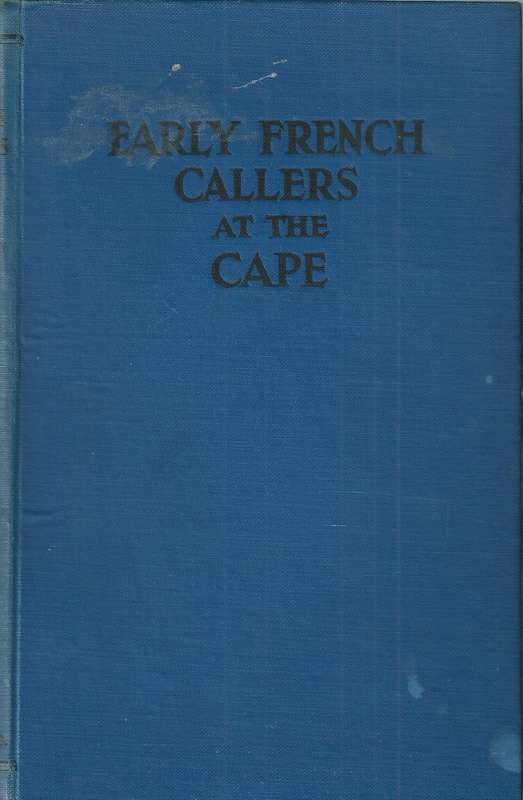 EARLY FRENCH
CALLERS
AT THE
CAPE